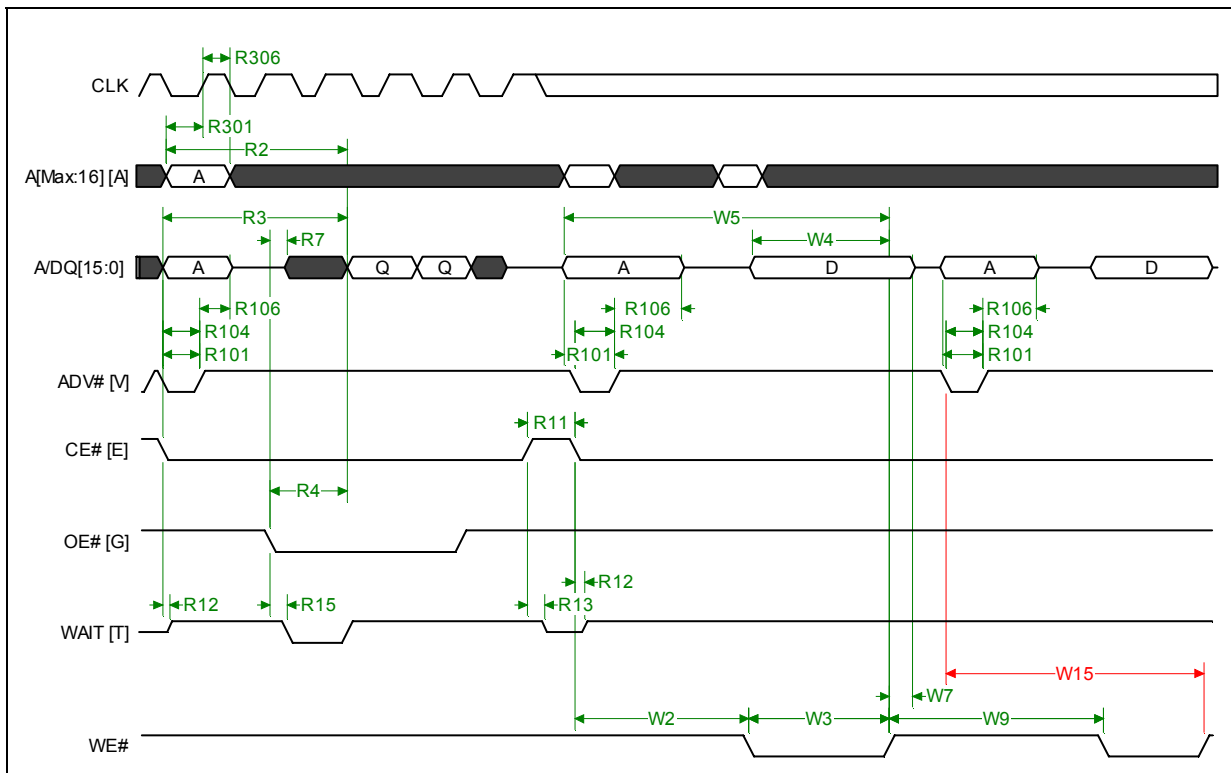 R306
CLK
R301
R2
A[Max:16] [A]
A
R3
W5
R7
W4
A/DQ[15:0]
A
Q
Q
A
D
A
D
R106
R106
R106
R104
R104
R104
R101
R101
R101
ADV# [V]
R11
CE# [E]
R4
OE# [G]
R12
R12
R15
R13
WAIT [T]
W15
W7
W2
W3
W9
WE#